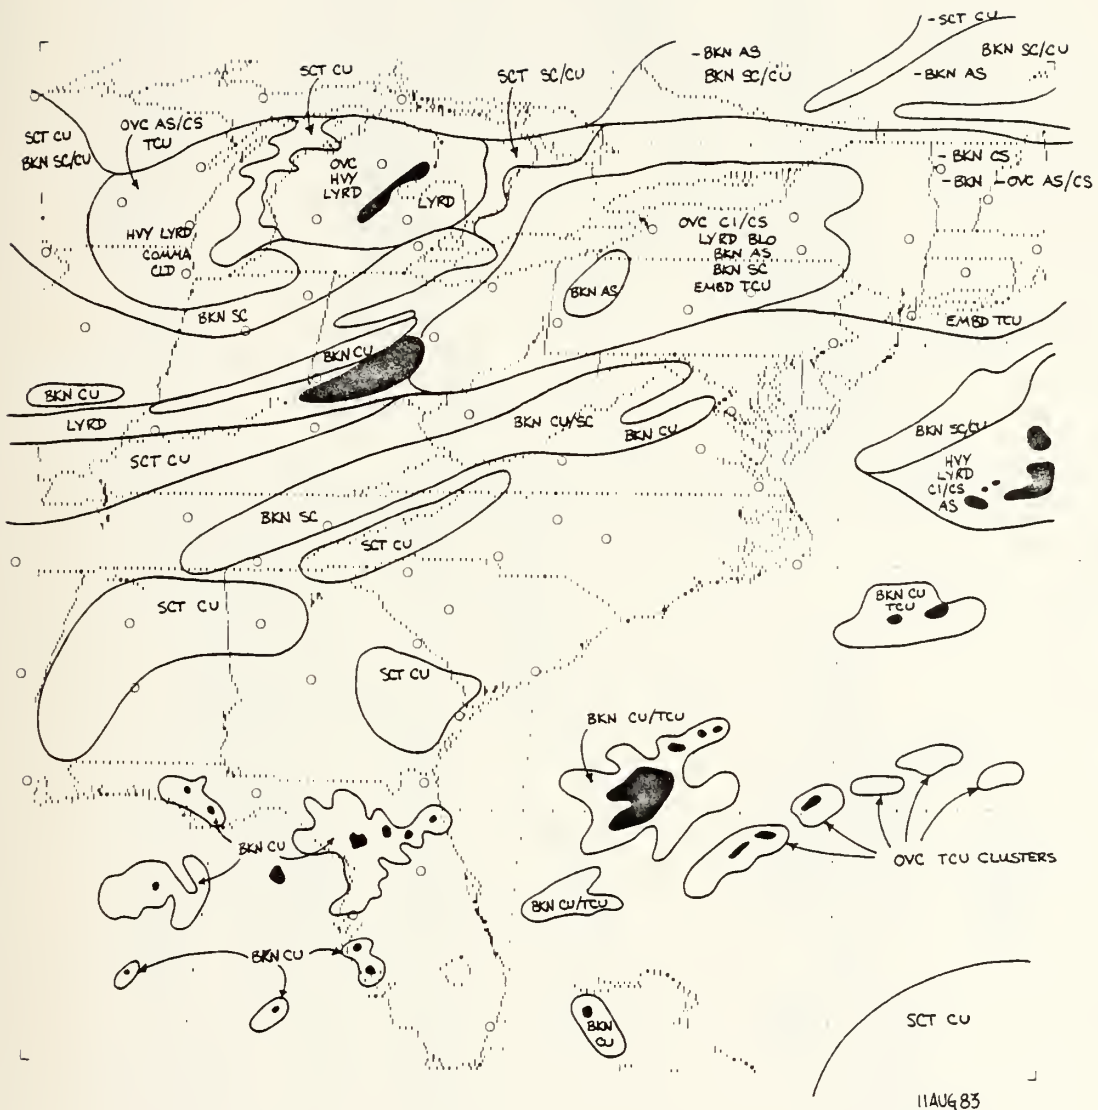 -SCT CU
BKN SC/CU
-BKN AS
-BKN AS
BKN SC/CU
SCT SC/CU
SCT CU
OVC AS/CS
TCU
SCT CU
BKN SC/CU
OVC
HVY
LYRD
LYRD
-BKN CS
-BKN -OVC AS/CS
HVY LYRD
COMMA
CLD
OVC CI/CS
LYRD BLO
BKN AS
BKN SC
EMBD TCU
BKN AS
BKN SC
EMBD TCU
BKN CU
BKN CU
LYRD
BKN CU/SC
BKN CU
BKN SC/CU
SCT CU
HVY
LYRD
CI/CS
AS
BKN SC
SCT CU
SCT CU
BKN CU
TCU
SCT CU
BKN CU/TCU
BKN CU
OVC TCU CLUSTERS
BKN CU/TCU
BKN CU
BKN
CU
SCT CU
11AUG83